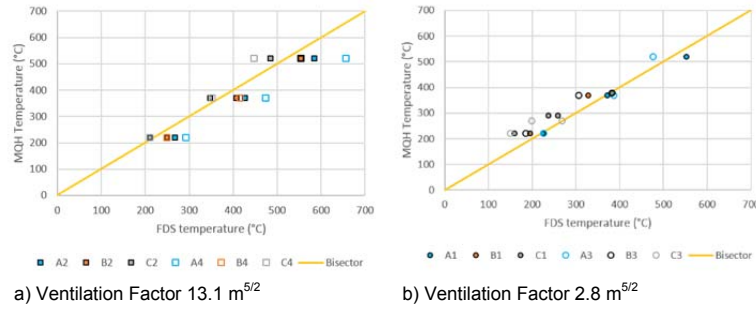 700
600
500
400
300
200
100
0
MQH Temperature (°C)
0 100 200 300 400 500 600 700
FDS temperature (°C)
A2 B2 C2 A4 B4 C4 Bisector
a) Ventilation Factor 13.1 m5/2
700
600
500
400
300
200
100
0
MQH Temperature (°C)
0 100 200 300 400 500 600 700
FDS temperature (°C)
A1 B1 C1 A3 B3 C3 Bisector
b) Ventilation Factor 2.8 m5/2